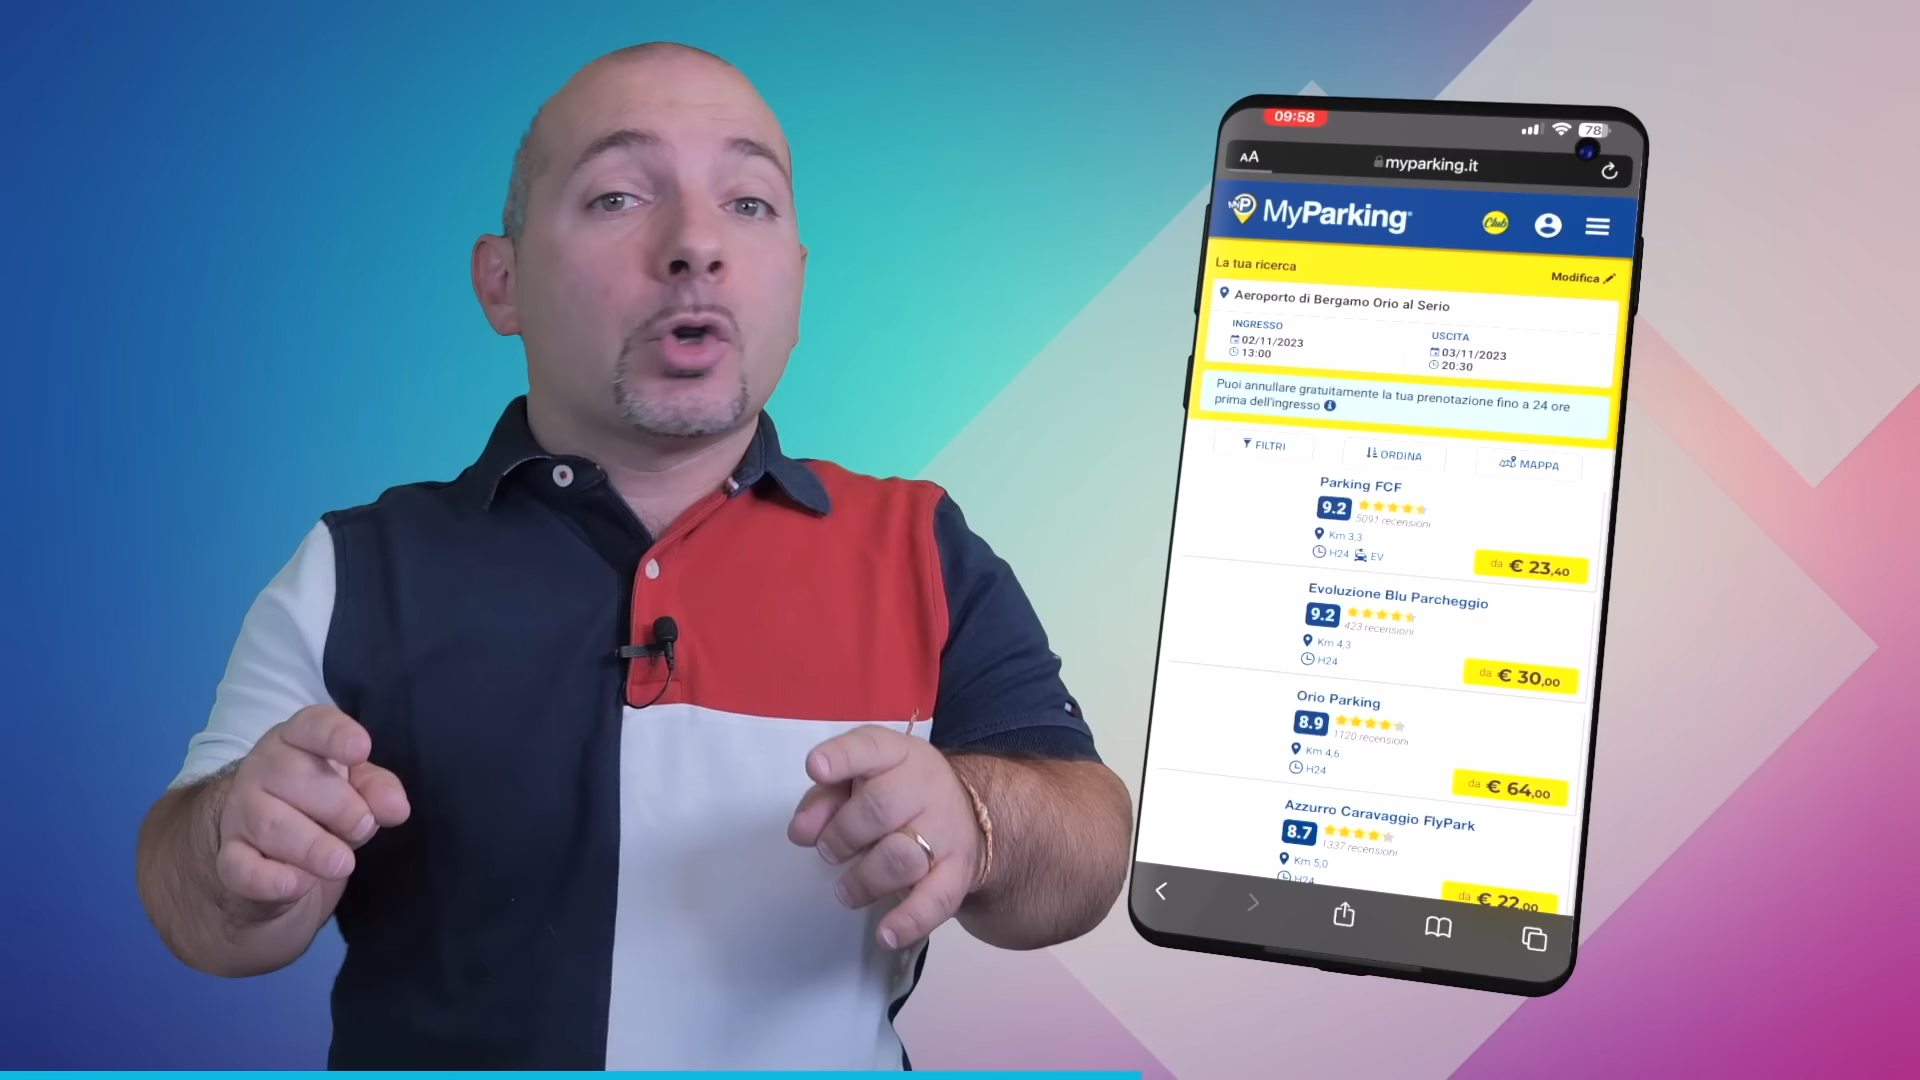 09:58
78
AA
myparking.it
MyP
MyParking
Club
La tua ricerca
Modifica
Aeroporto di Bergamo Orio al Serio
INGRESSO
02/11/2023
13:00
USCITA
03/11/2023
20:30
Puoi annullare gratuitamente la tua prenotazione fino a 24 ore
prima dell'ingresso
FILTRI
ORDINA
MAPPA
Parking FCF
9.2
5091 recensioni
Km 3,3
H24 EV
da € 23,40
Evoluzione Blu Parcheggio
9.2
423 recensioni
Km 4,3
H24
da € 30,00
Orio Parking
8.9
1120 recensioni
Km 4,6
H24
da € 64,00
Azzurro Caravaggio FlyPark
8.7
1337 recensioni
Km 5,0
H24
da € 22,00